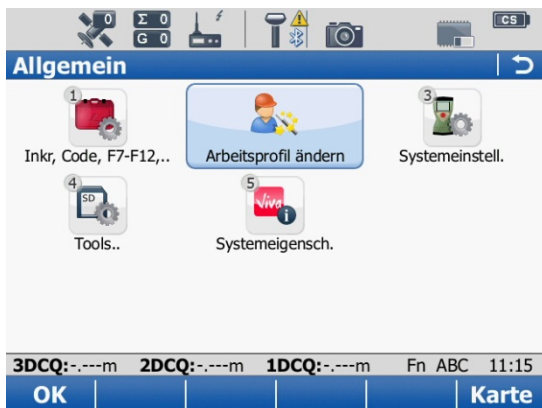 0 Σ 0 CS
G 0
Allgemein
1 3
Inkr, Code, F7-F12,.. Arbeitsprofil ändern Systemeinstell.
4 SD 5 Viva
Tools.. Systemeigensch.
3DCQ:-.---m 2DCQ:-.---m 1DCQ:-.---m Fn ABC 11:15
OK Karte